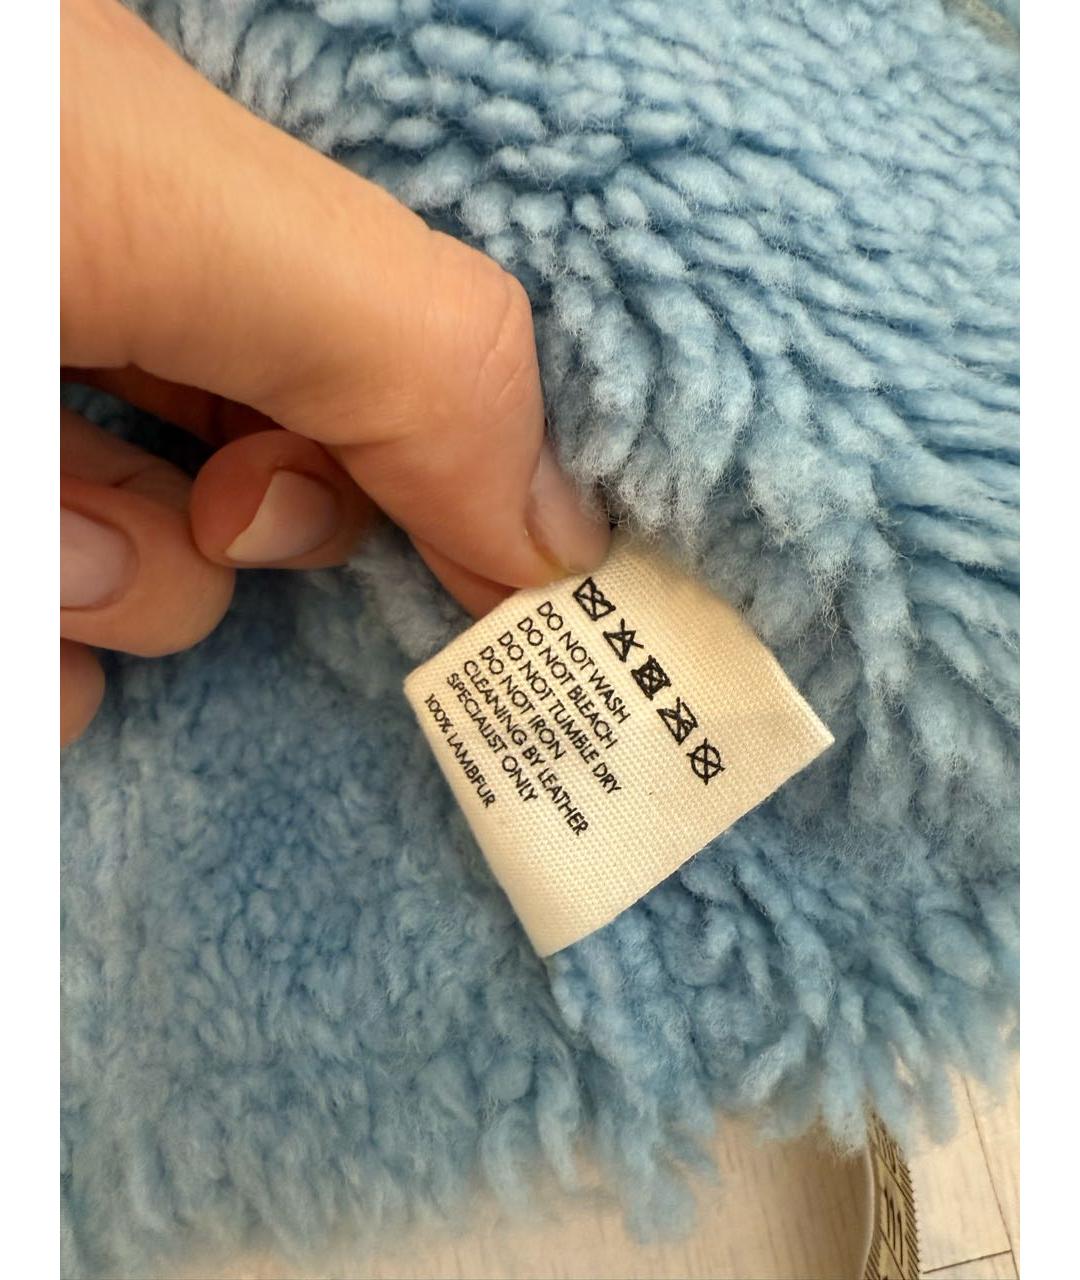 DO NOT WASH
DO NOT BLEACH
DO NOT TUMBLE DRY
DO NOT IRON
CLEANING BY LEATHER
SPECIALIST ONLY
100% LAMBFUR